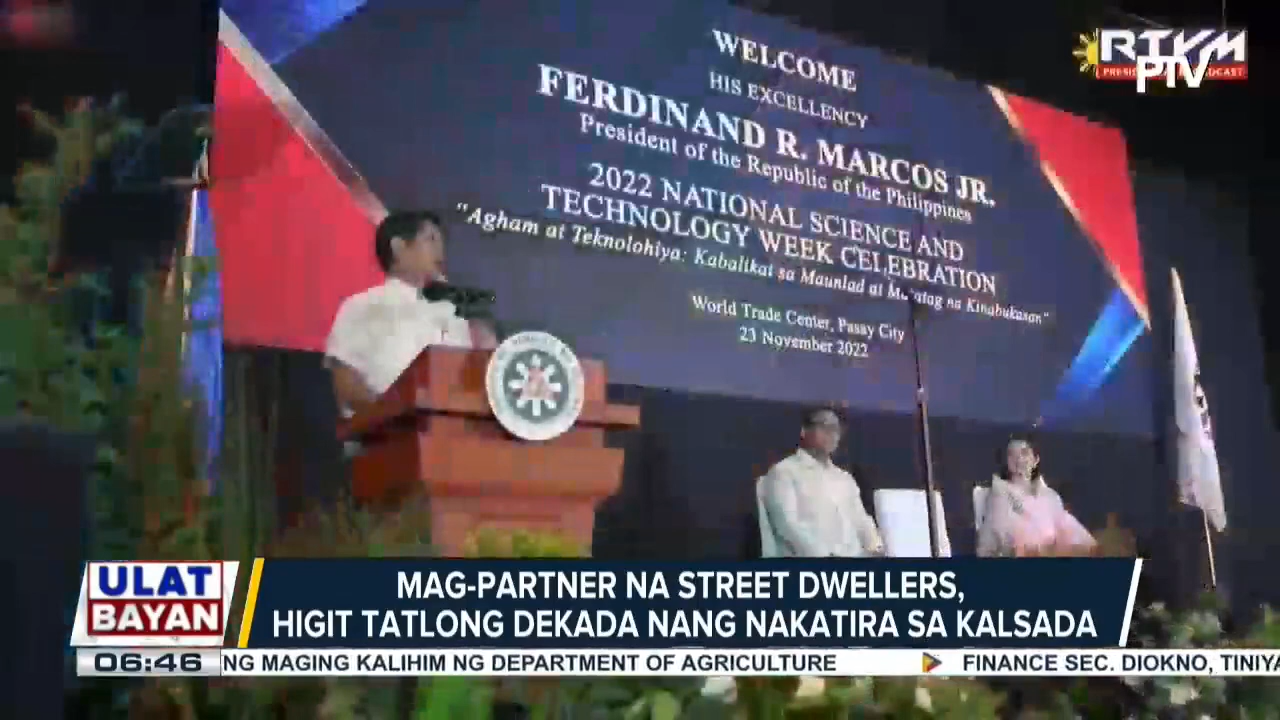 WELCOME
HIS EXCELLENCY
FERDINAND R. MARCOS JR.
President of the Republic of the Philippines
2022 NATIONAL SCIENCE AND
TECHNOLOGY WEEK CELEBRATION
"Agham at Teknolohiya: Kabalikat sa Maunlad at Matatag na Kinabukasan"
World Trade Center, Pasay City
23 November 2022
RTVM
PTV
ULAT
BAYAN
MAG-PARTNER NA STREET DWELLERS,
HIGIT TATLONG DEKADA NANG NAKATIRA SA KALSADA
06:46
NG MAGING KALIHIM NG DEPARTMENT OF AGRICULTURE FINANCE SEC. DIOKNO, TINIYA